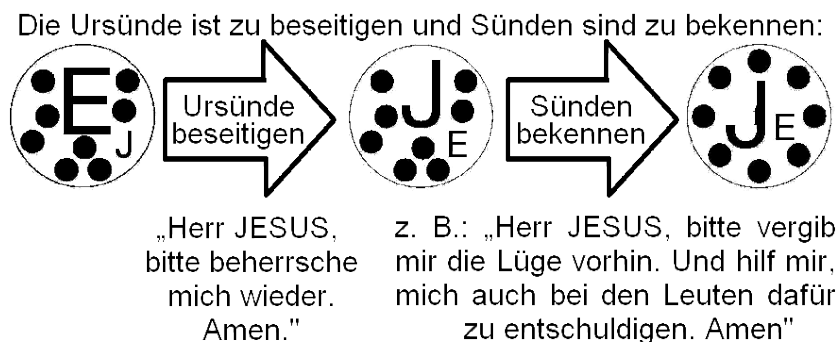 Die Ursünde ist zu beseitigen und Sünden sind zu bekennen:
E
J
Ursünde
beseitigen
J
E
Sünden
bekennen
J
E
„Herr JESUS,
bitte beherrsche
mich wieder.
Amen."
z. B.: „Herr JESUS, bitte vergib
mir die Lüge vorhin. Und hilf mir,
mich auch bei den Leuten dafür
zu entschuldigen. Amen"